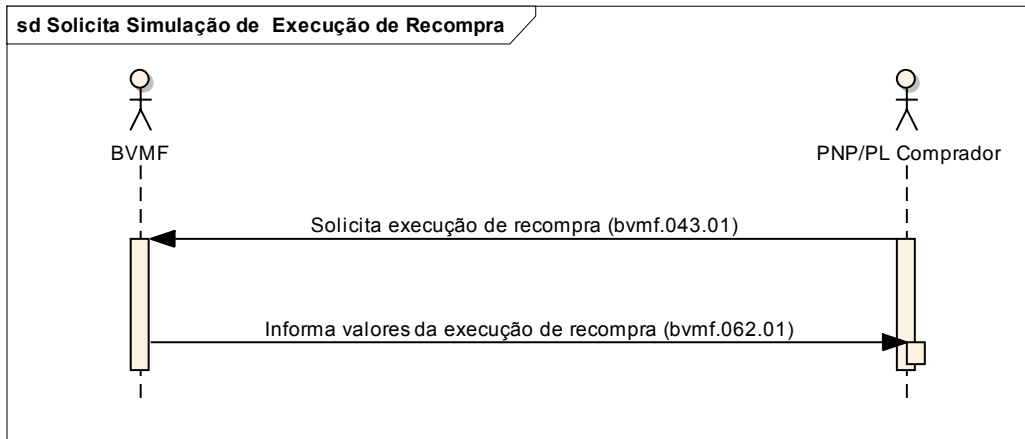 sd Solicita Simulação de Execução de Recompra
BVMF
PNP/PL Comprador
Solicita execução de recompra (bvmf.043.01)
Informa valores da execução de recompra (bvmf.062.01)